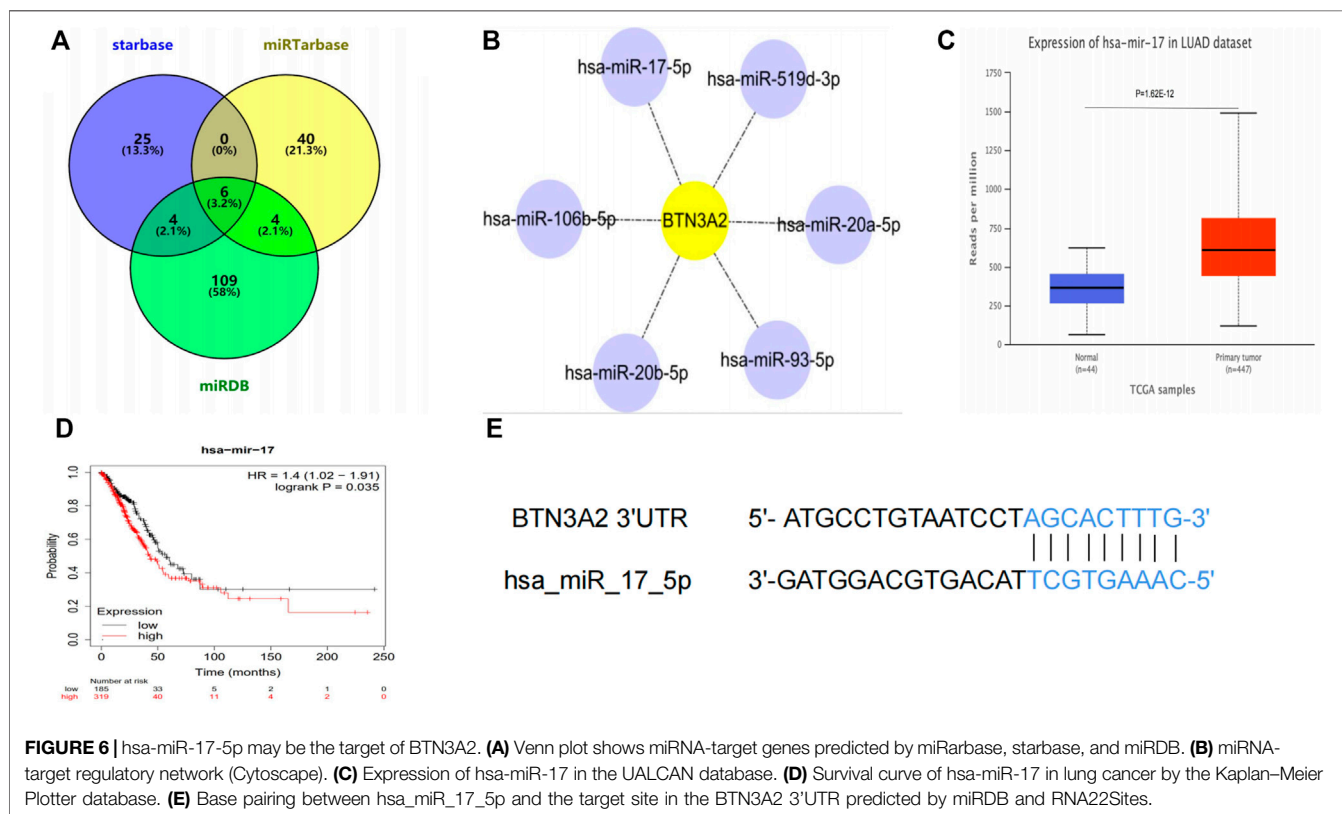 A
starbase
miRTarbase
25
(13.3%)
0
(0%)
40
(21.3%)
6
(3.2%)
4
(2.1%)
4
(2.1%)
109
(58%)
miRDB
B
hsa-miR-17-5p
hsa-miR-519d-3p
hsa-miR-106b-5p
BTN3A2
hsa-miR-20a-5p
hsa-miR-20b-5p
hsa-miR-93-5p
C
Expression of hsa-mir-17 in LUAD dataset
P=1.62E-12
Reads per million
1750
1500
1250
1000
750
500
250
0
Normal
(n=44)
Primary tumor
(n=447)
TCGA samples
D
hsa-mir-17
HR = 1.4 (1.02 − 1.91)
logrank P = 0.035
Probability
1.0
0.8
0.6
0.4
0.2
0.0
Expression
low
high
0 50 100 150 200 250
Time (months)
Number at risk
low 185 33 5 2 1 0
high 319 40 11 4 2 0
E
BTN3A2 3'UTR 5'- ATGCCTGTAATCCTAGCACTTTG-3'
hsa_miR_17_5p 3'-GATGGACGTGACATTCGTGAAAC-5'
FIGURE 6 | hsa-miR-17-5p may be the target of BTN3A2. (A) Venn plot shows miRNA-target genes predicted by miRarbase, starbase, and miRDB. (B) miRNA-
target regulatory network (Cytoscape). (C) Expression of hsa-miR-17 in the UALCAN database. (D) Survival curve of hsa-miR-17 in lung cancer by the Kaplan–Meier
Plotter database. (E) Base pairing between hsa_miR_17_5p and the target site in the BTN3A2 3'UTR predicted by miRDB and RNA22Sites.